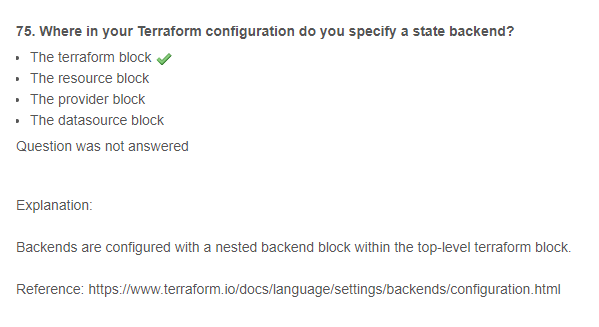 75. Where in your Terraform configuration do you specify a state backend?
• The terraform block
• The resource block
• The provider block
• The datasource block
Question was not answered
Explanation:
Backends are configured with a nested backend block within the top-level terraform block.
Reference: https://www.terraform.io/docs/language/settings/backends/configuration.html